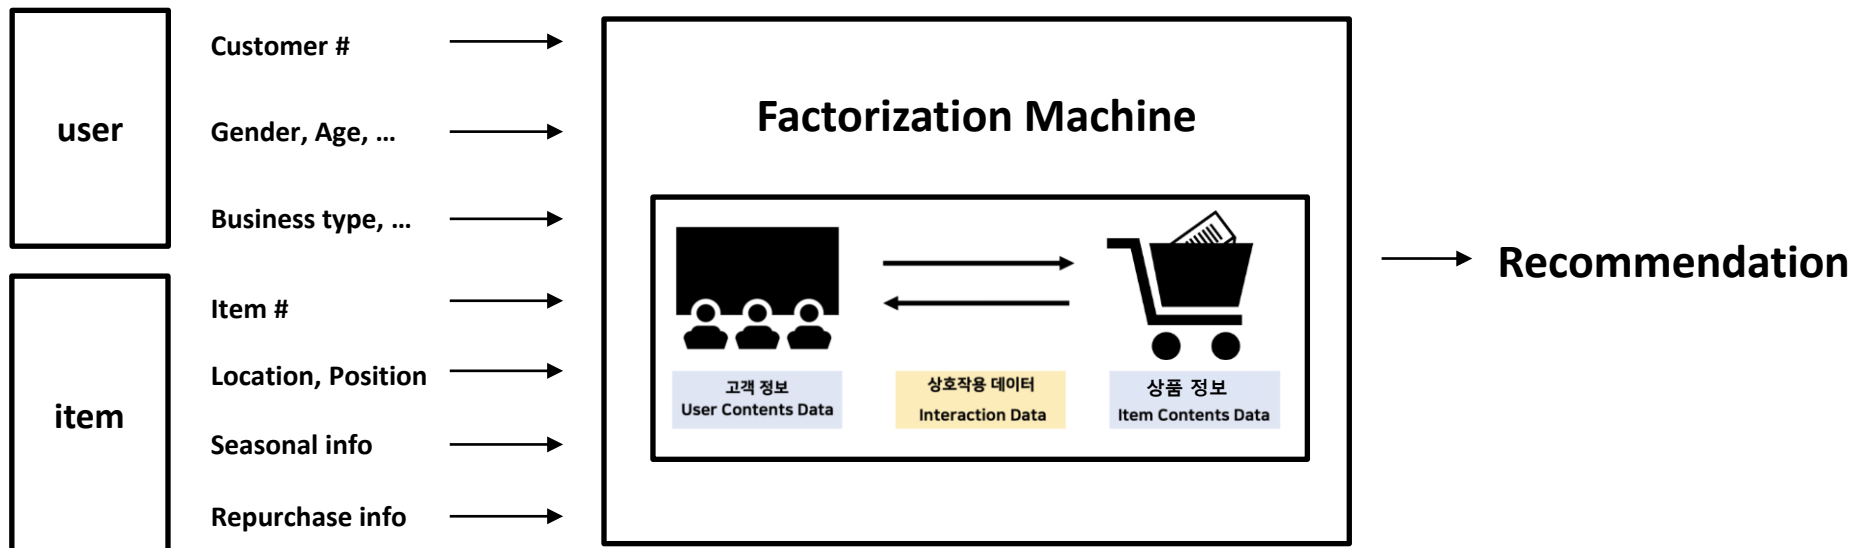 user
Customer #
Gender, Age, ...
Business type, ...
item
Item #
Location, Position
Seasonal info
Repurchase info
Factorization Machine
고객 정보
User Contents Data
상호작용 데이터
Interaction Data
상품 정보
Item Contents Data
Recommendation